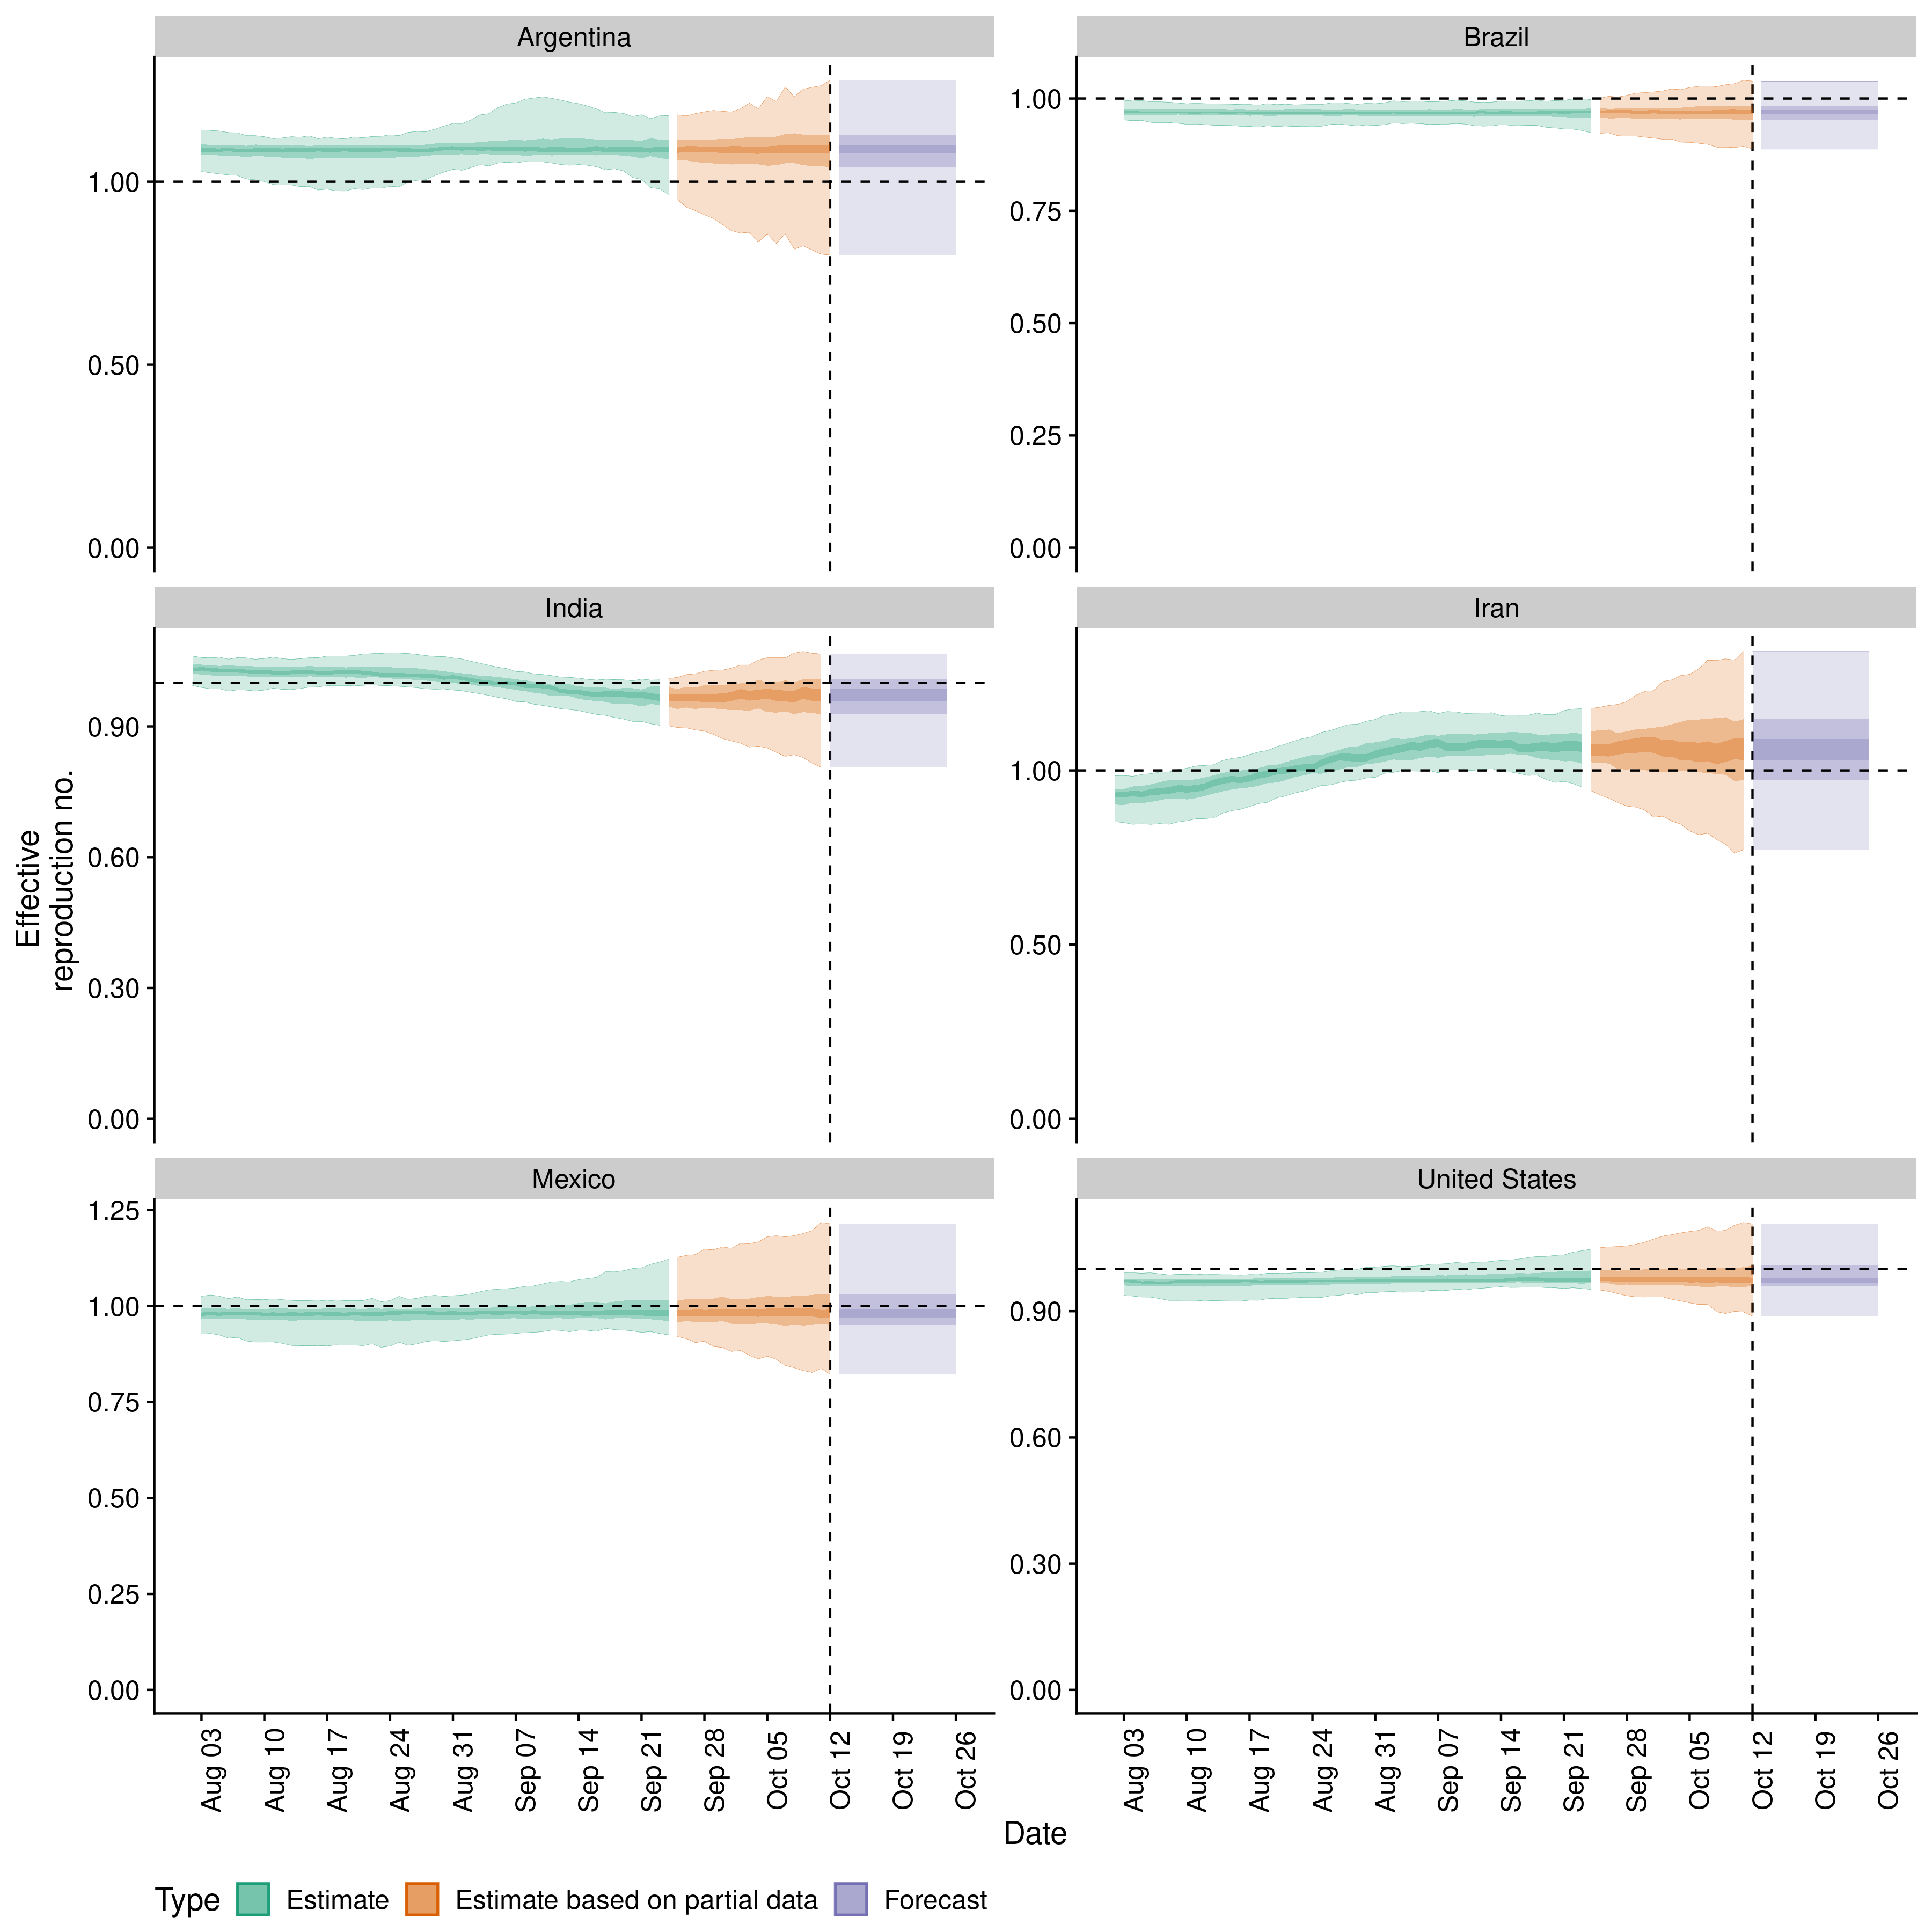 Argentina
Brazil
1.00
0.50
0.00
1.00
0.75
0.50
0.25
0.00
India
Iran
0.90
0.60
0.30
0.00
1.00
0.50
0.00
Mexico
United States
1.25
1.00
0.75
0.50
0.25
0.00
0.90
0.60
0.30
0.00
Effective
reproduction no.
Aug 03
Aug 10
Aug 17
Aug 24
Aug 31
Sep 07
Sep 14
Sep 21
Sep 28
Oct 05
Oct 12
Oct 19
Oct 26
Aug 03
Aug 10
Aug 17
Aug 24
Aug 31
Sep 07
Sep 14
Sep 21
Sep 28
Oct 05
Oct 12
Oct 19
Oct 26
Date
Type Estimate Estimate based on partial data Forecast